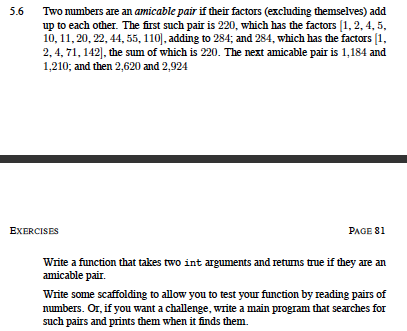 5.6 Two numbers are an amicable pair if their factors (excluding themselves) add
up to each other. The first such pair is 220, which has the factors [1, 2, 4, 5,
10, 11, 20, 22, 44, 55, 110], adding to 284; and 284, which has the factors [1,
2, 4, 71, 142], the sum of which is 220. The next amicable pair is 1,184 and
1,210; and then 2,620 and 2,924
EXERCISES PAGE 81
Write a function that takes two int arguments and returns true if they are an
amicable pair.
Write some scaffolding to allow you to test your function by reading pairs of
numbers. Or, if you want a challenge, write a main program that searches for
such pairs and prints them when it finds them.